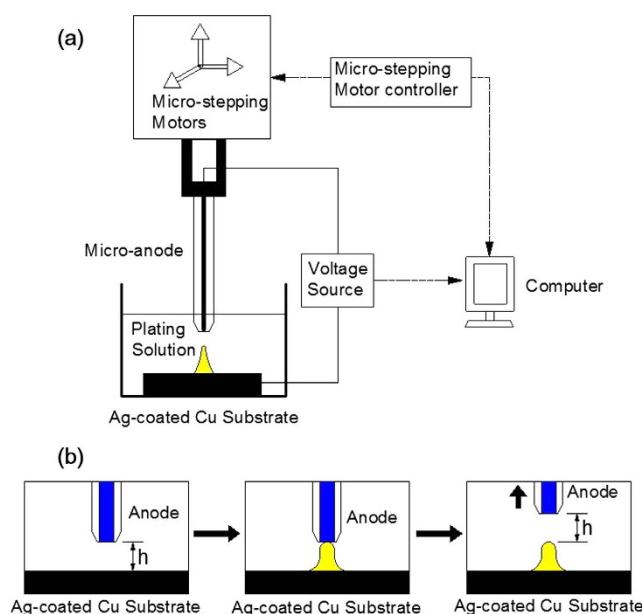 (a)
Micro-stepping
Motors
Micro-stepping
Motor controller
Micro-anode
Voltage
Source
Computer
Plating
Solution
Ag-coated Cu Substrate
(b)
Anode
h
Ag-coated Cu Substrate
Anode
Ag-coated Cu Substrate
Anode
h
Ag-coated Cu Substrate